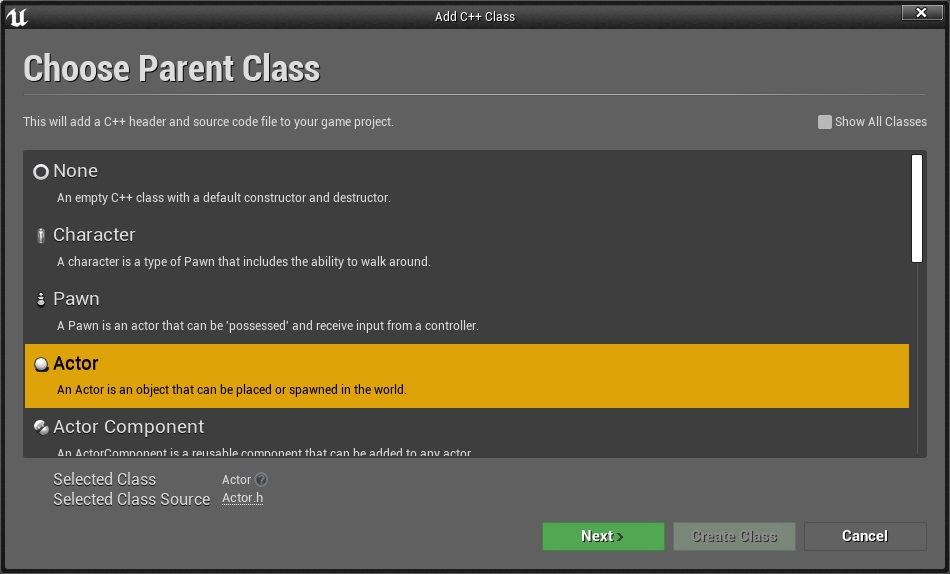 Add C++ Class
Choose Parent Class
This will add a C++ header and source code file to your game project.
Show All Classes
None
An empty C++ class with a default constructor and destructor.
Character
A character is a type of Pawn that includes the ability to walk around.
Pawn
A Pawn is an actor that can be 'possessed' and receive input from a controller.
Actor
An Actor is an object that can be placed or spawned in the world.
Actor Component
An ActorComponent is a reusable component that can be added to any actor.
Selected Class Actor ?
Selected Class Source Actor.h
Next >
Create Class
Cancel